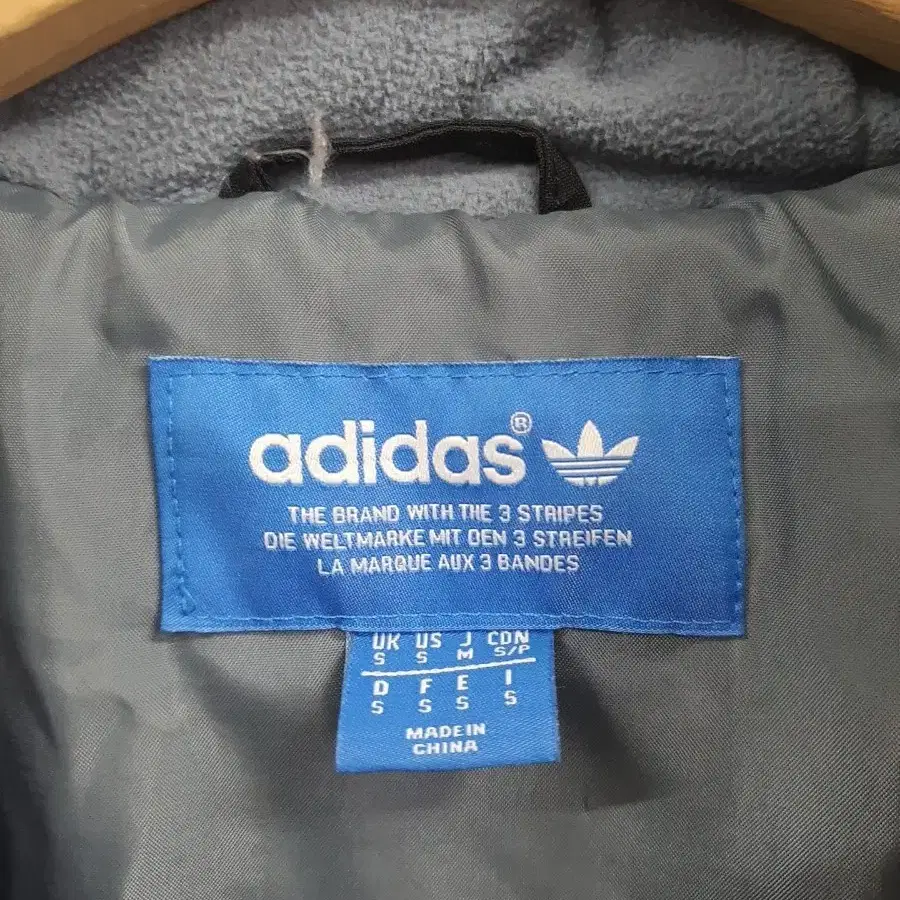 adidas®
THE BRAND WITH THE 3 STRIPES
DIE WELTMARKE MIT DEN 3 STREIFEN
LA MARQUE AUX 3 BANDES
UK US J CDN
S S M S/P
D F E I
S S S S
MADE IN
CHINA